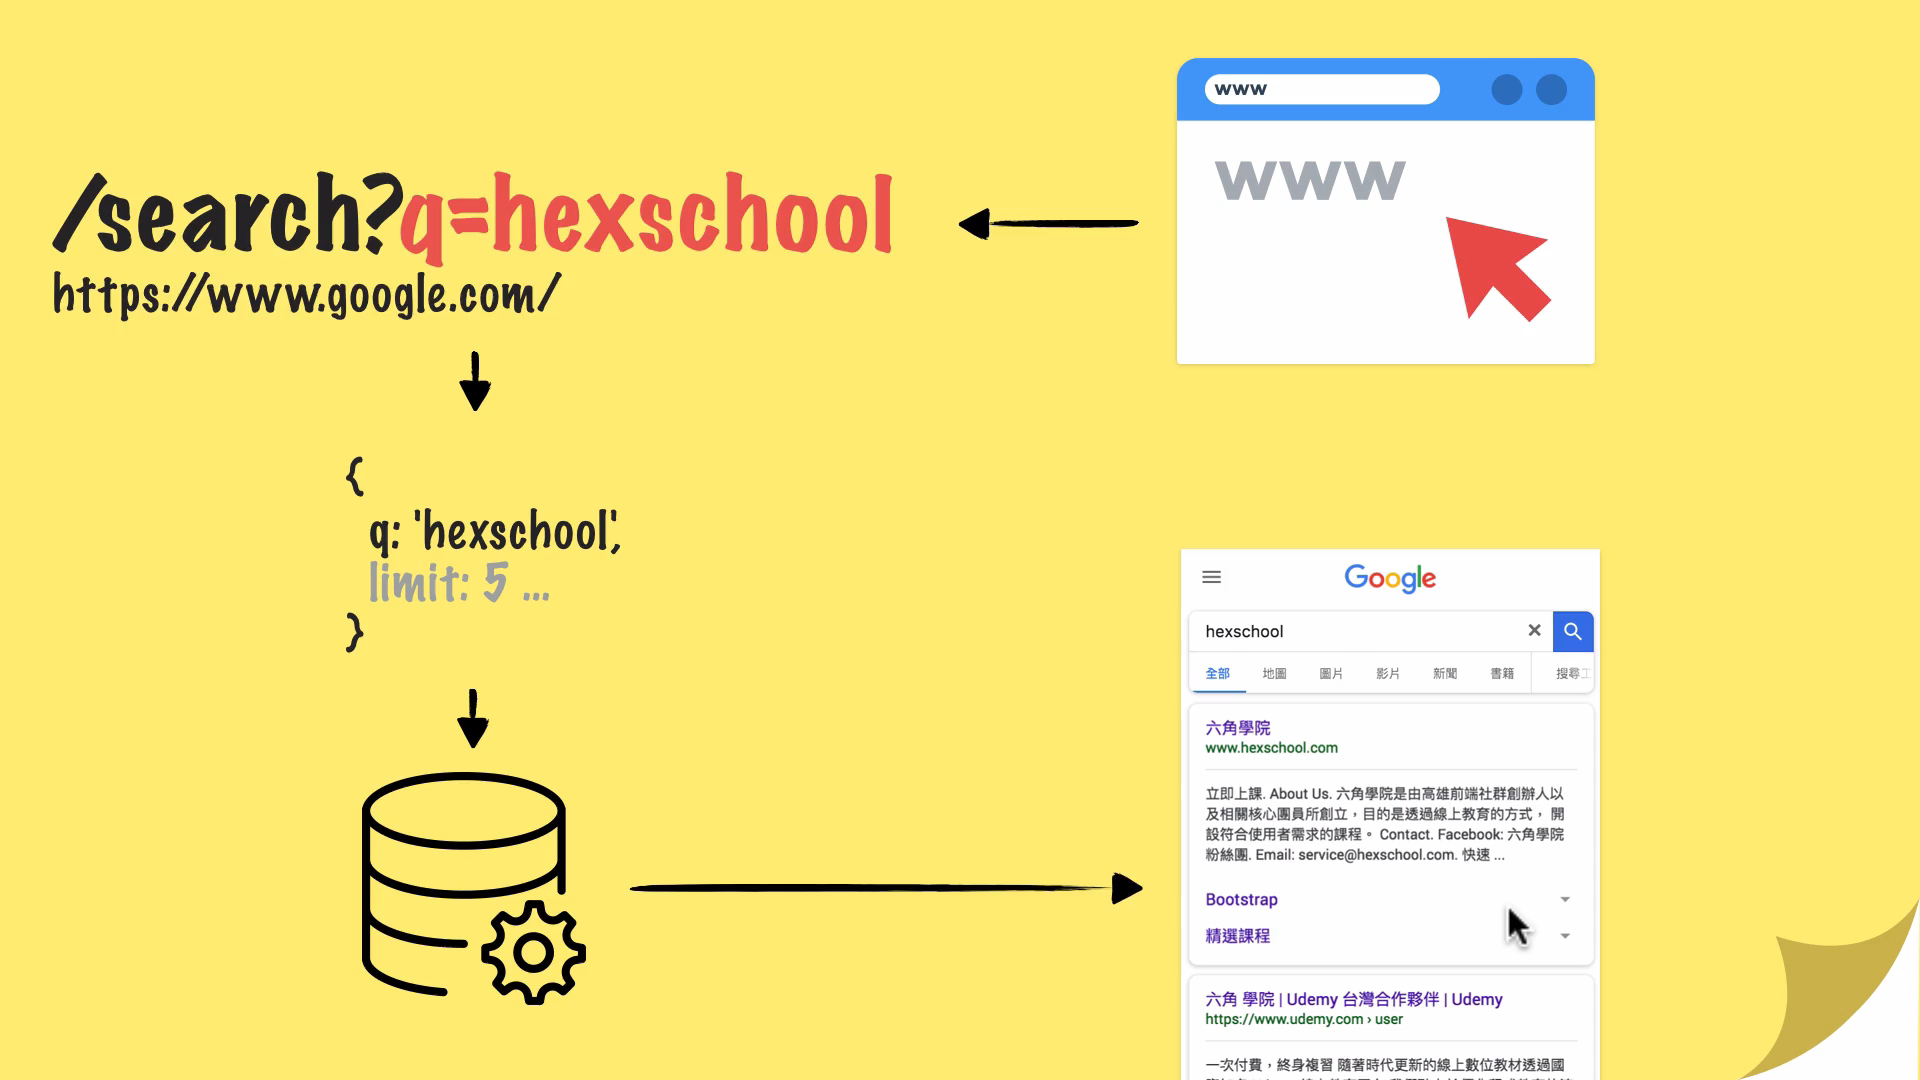 /search?q=hexschool
https://www.google.com/
{
q: 'hexschool',
limit: 5 ...
}
www
www
Google
hexschool
全部 地圖 圖片 影片 新聞 書籍 搜尋工
六角學院
www.hexschool.com
立即上課. About Us. 六角學院是由高雄前端社群創辦人以
及相關核心團員所創立，目的是透過線上教育的方式， 開
設符合使用者需求的課程。 Contact. Facebook: 六角學院
粉絲團. Email: service@hexschool.com. 快速 ...
Bootstrap
精選課程
六角 學院 | Udemy 台灣合作夥伴 | Udemy
https://www.udemy.com › user
一次付費，終身複習 隨著時代更新的線上數位教材透過國